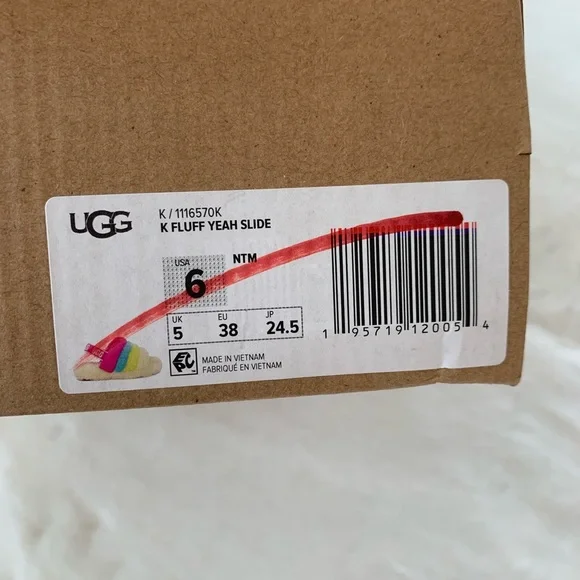 UGG
K / 1116570K
K FLUFF YEAH SLIDE
USA
6
NTM
UK EU JP
5 38 24.5
MADE IN VIETNAM
FABRIQUÉ EN VIETNAM
1 95719 12005 4